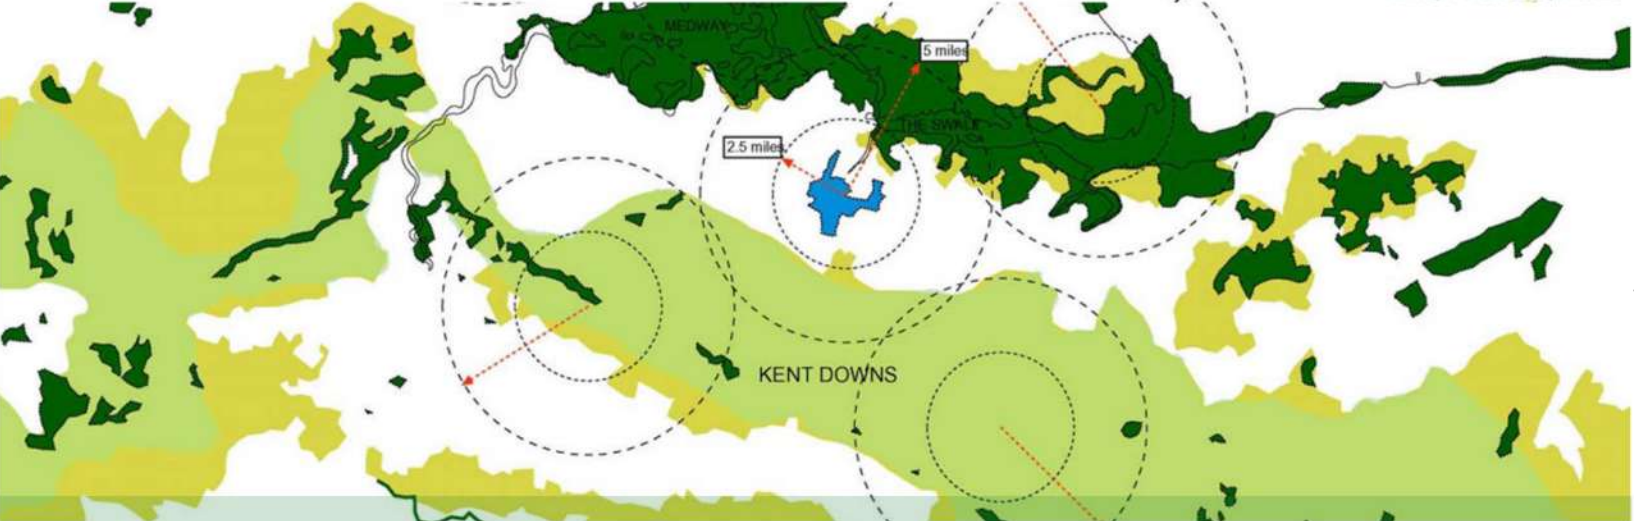 MEDWAY
5 miles
THE SWALE
2.5 miles
KENT DOWNS